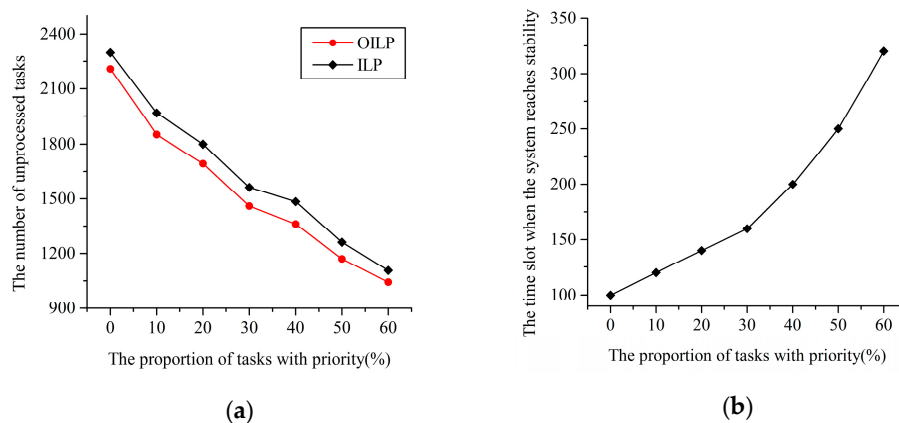 2400
2100
1800
1500
1200
900
The number of unprocessed tasks
OILP
ILP
0 10 20 30 40 50 60
The proportion of tasks with priority(%)
(a)
350
300
250
200
150
100
The time slot when the system reaches stability
0 10 20 30 40 50 60
The proportion of tasks with priority(%)
(b)